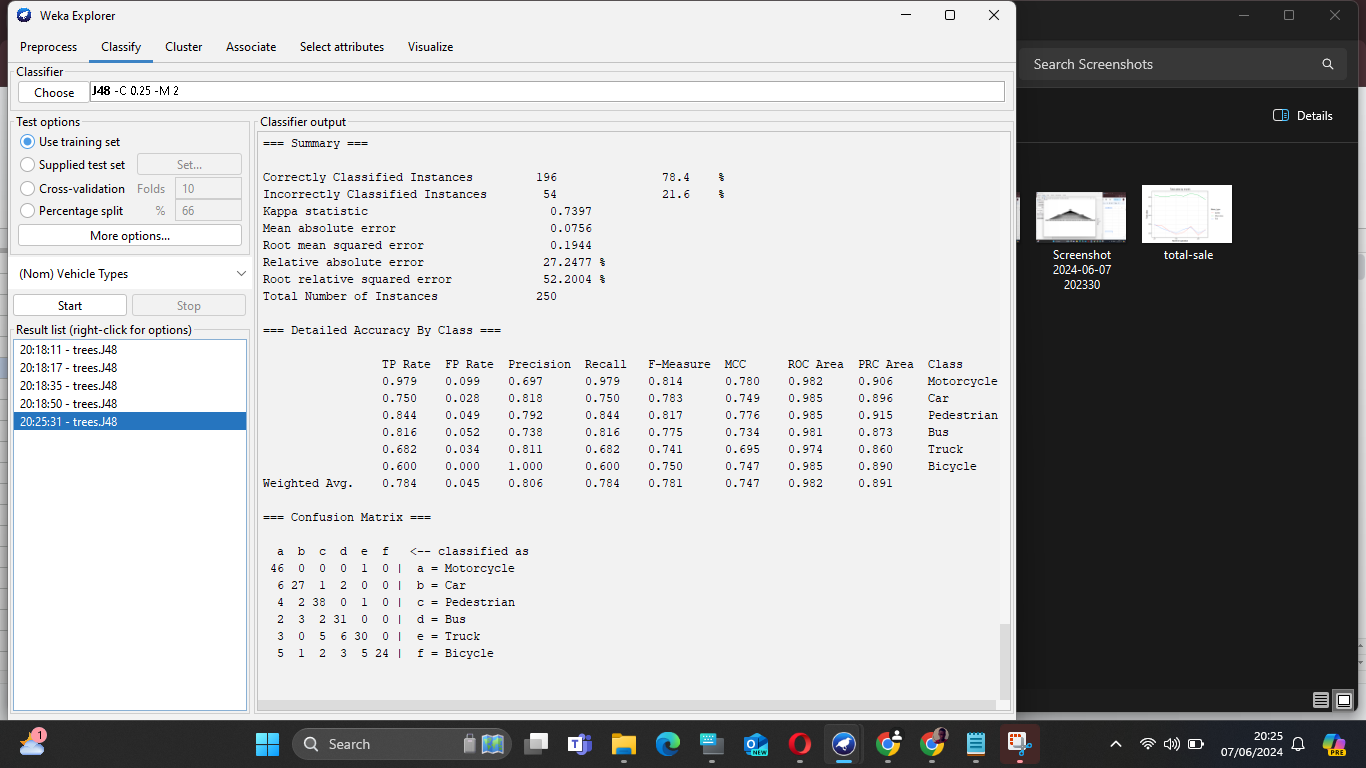 Weka Explorer
Preprocess Classify Cluster Associate Select attributes Visualize
Classifier
Choose J48 -C 0.25 -M 2
Test options
Use training set
Supplied test set Set...
Cross-validation Folds 10
Percentage split % 66
More options...
(Nom) Vehicle Types
Start Stop
Result list (right-click for options)
20:18:11 - trees.J48
20:18:17 - trees.J48
20:18:35 - trees.J48
20:18:50 - trees.J48
20:25:31 - trees.J48
Classifier output
=== Summary ===
Correctly Classified Instances 196 78.4 %
Incorrectly Classified Instances 54 21.6 %
Kappa statistic 0.7397
Mean absolute error 0.0756
Root mean squared error 0.1944
Relative absolute error 27.2477 %
Root relative squared error 52.2004 %
Total Number of Instances 250
=== Detailed Accuracy By Class ===
TP Rate FP Rate Precision Recall F-Measure MCC ROC Area PRC Area Class
0.979 0.099 0.697 0.979 0.814 0.780 0.982 0.906 Motorcycle
0.750 0.028 0.818 0.750 0.783 0.749 0.985 0.896 Car
0.844 0.049 0.792 0.844 0.817 0.776 0.985 0.915 Pedestrian
0.816 0.052 0.738 0.816 0.775 0.734 0.981 0.873 Bus
0.682 0.034 0.811 0.682 0.741 0.695 0.974 0.860 Truck
0.600 0.000 1.000 0.600 0.750 0.747 0.985 0.890 Bicycle
Weighted Avg. 0.784 0.045 0.806 0.784 0.781 0.747 0.982 0.891
=== Confusion Matrix ===
a b c d e f <-- classified as
46 0 0 0 1 0 | a = Motorcycle
6 27 1 2 0 0 | b = Car
4 2 38 0 1 0 | c = Pedestrian
2 3 2 31 0 0 | d = Bus
3 0 5 6 30 0 | e = Truck
5 1 2 3 5 24 | f = Bicycle
Search Screenshots
Details
Screenshot
2024-06-07
202330
total-sale
1
Search
NEW
20:25
07/06/2024
PRE